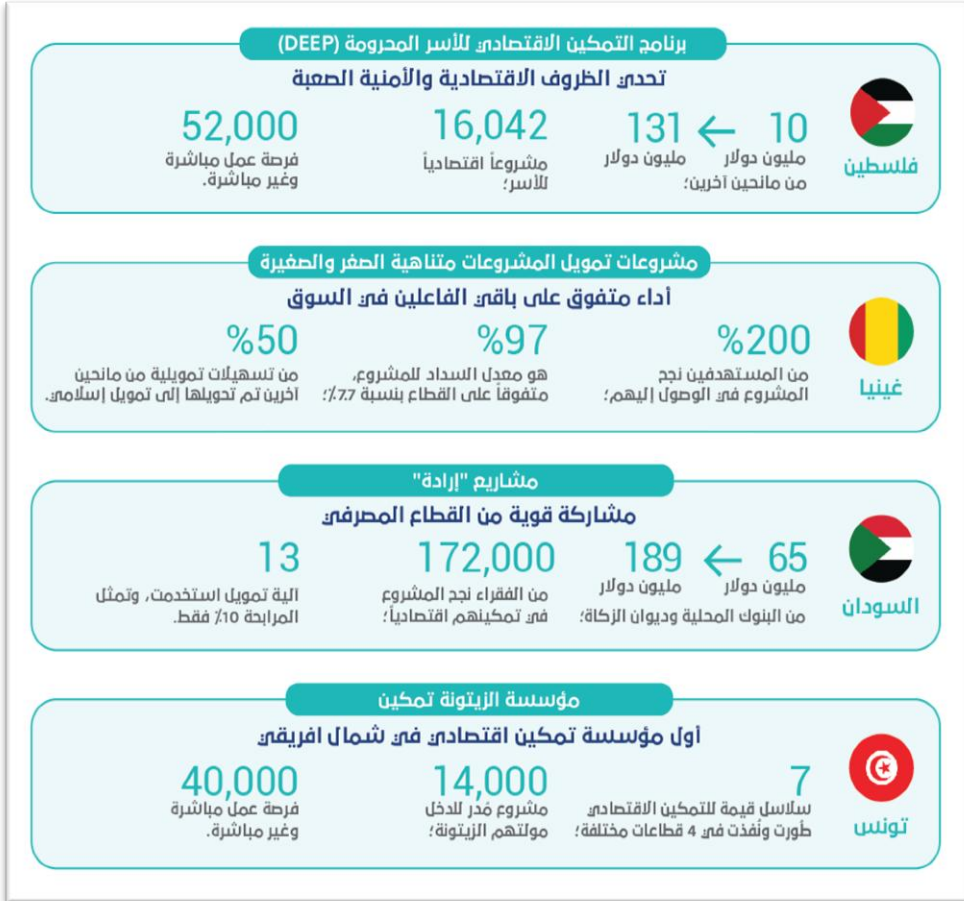 برنامج التمكين الاقتصادي للأسر المحرومة (DEEP)
تحدي الظروف الاقتصادية والأمنية الصعبة
فلسطين
10 ← 131
مليون دولار مليون دولار
من مانحين آخرين؛
16,042
مشروعاً اقتصادياً
للأسر؛
52,000
فرصة عمل مباشرة
وغير مباشرة.
مشروعات تمويل المشروعات متناهية الصغر والصغيرة
أداء متفوق على باقي الفاعلين في السوق
غينيا
%200
من المستهدفين نجح
المشروع في الوصول إليهم؛
%97
هو معدل السداد للمشروع،
متفوقاً على القطاع بنسبة 7.7٪؛
%50
من تسهيلات تمويلية من مانحين
آخرين تم تحويلها إلى تمويل إسلامي.
مشاريع "إرادة"
مشاركة قوية من القطاع المصرفي
السودان
65 ← 189
مليون دولار مليون دولار
من البنوك المحلية وديوان الزكاة؛
172,000
من الفقراء نجح المشروع
في تمكينهم اقتصادياً؛
13
آلية تمويل استخدمت، وتمثل
المرابحة 10٪ فقط.
مؤسسة الزيتونة تمكين
أول مؤسسة تمكين اقتصادي في شمال افريقي
تونس
7
سلاسل قيمة للتمكين الاقتصادي
طُورت ونُفذت في 4 قطاعات مختلفة؛
14,000
مشروع مُدر للدخل
مولتهم الزيتونة؛
40,000
فرصة عمل مباشرة
وغير مباشرة.